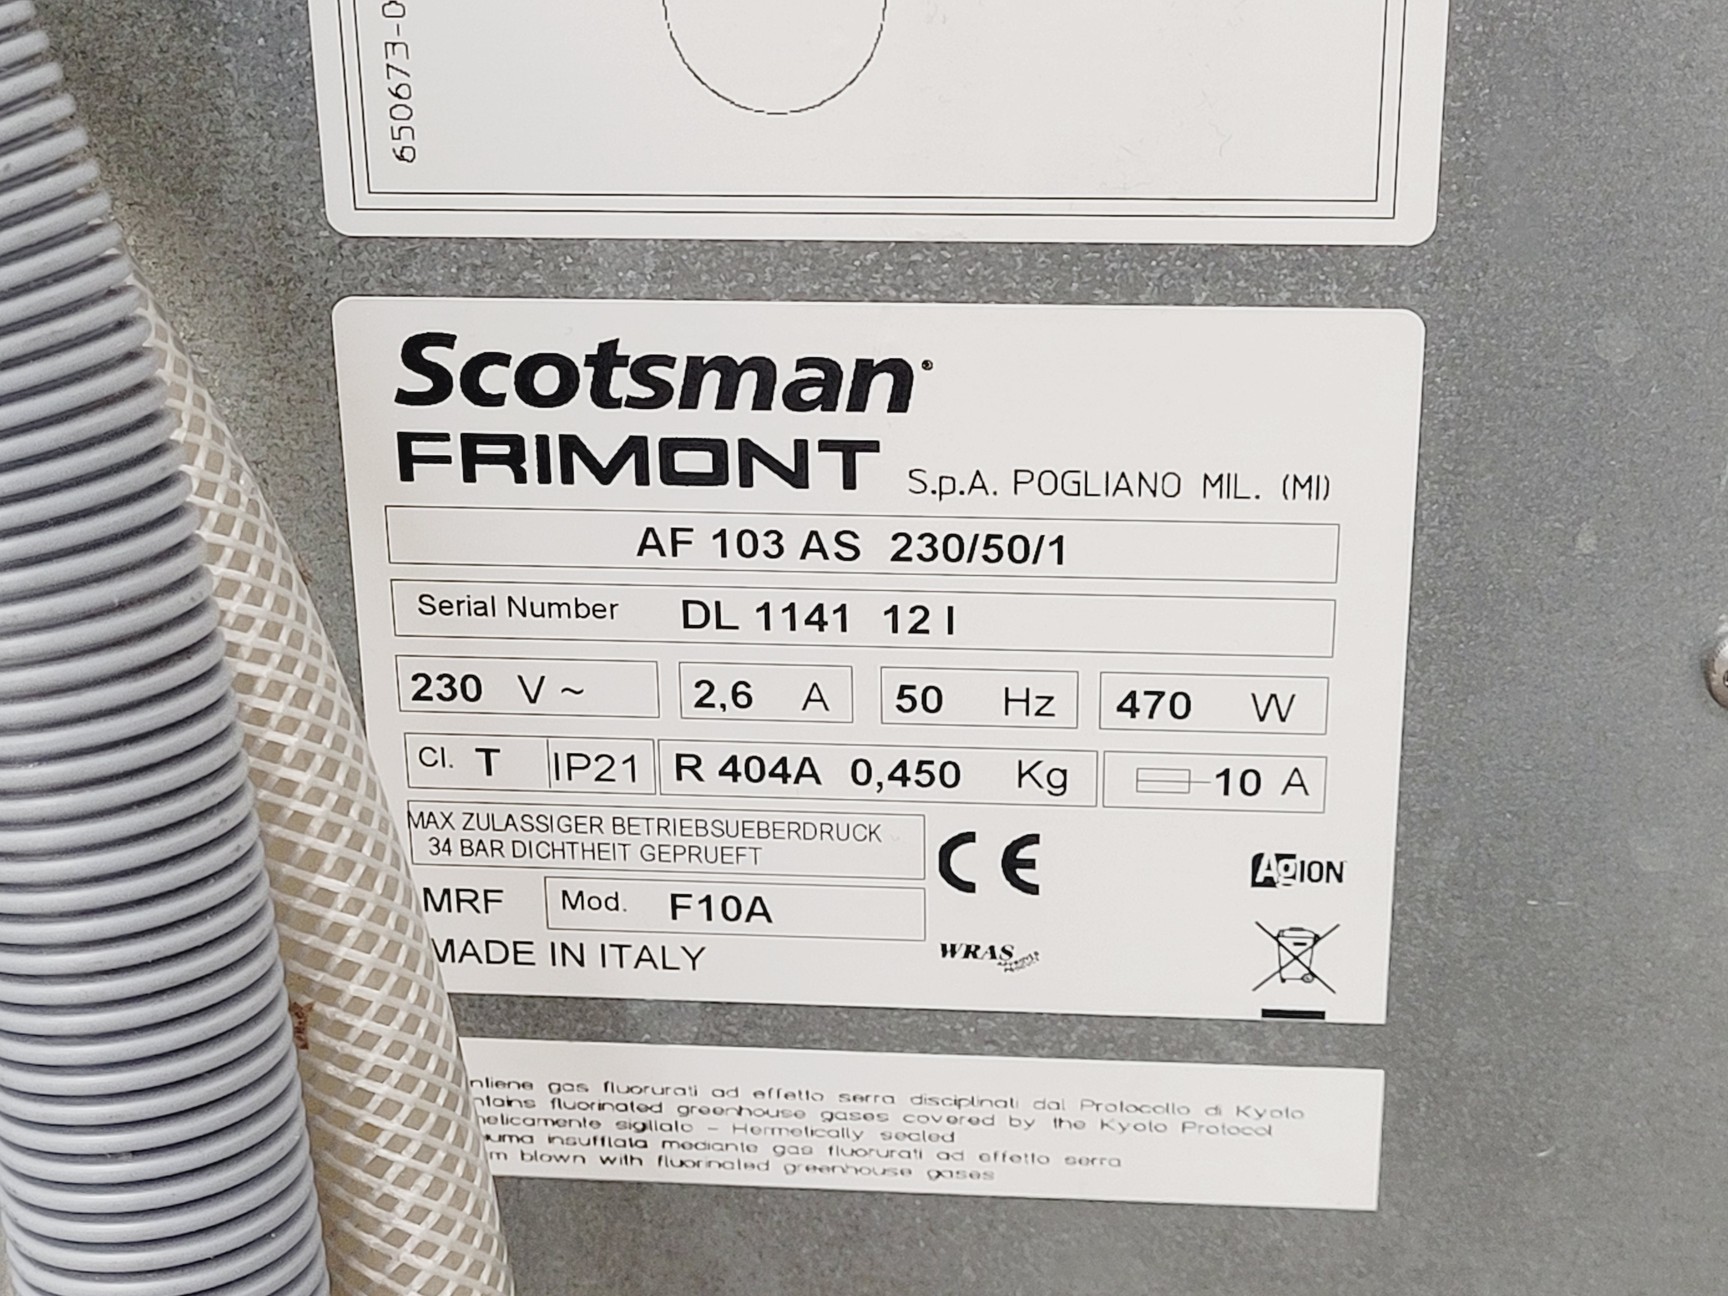 650673-0
Scotsman
FRIMONT S.p.A. POGLIANO MIL. (MI)
AF 103 AS 230/50/1
Serial Number DL 1141 12 I
230 V ~ 2,6 A 50 Hz 470 W
Cl. T IP21 R 404A 0,450 Kg 10 A
MAX ZULASSIGER BETRIEBSUEBERDRUCK
34 BAR DICHTHEIT GEPRUEFT
CE AgION
MRF Mod. F10A
MADE IN ITALY WRAS
ntiene gas fluorurati ad effetto serra disciplinati dal Protocollo di Kyoto
ntains fluorinated greenhouse gases covered by the Kyoto Protocol
neticamente sigillato - Hermetically sealed
uma insufflata mediante gas fluorurati ad effetto serra
m blown with fluorinated greenhouse gases